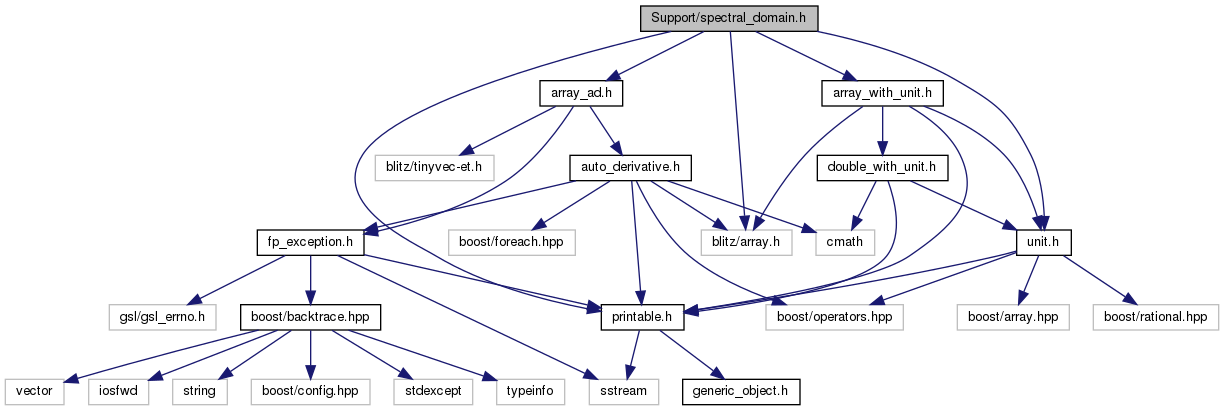 Support/spectral_domain.h
array_ad.h
array_with_unit.h
blitz/tinyvec-et.h
auto_derivative.h
double_with_unit.h
fp_exception.h
boost/foreach.hpp
blitz/array.h
cmath
unit.h
gsl/gsl_errno.h
boost/backtrace.hpp
printable.h
boost/operators.hpp
boost/array.hpp
boost/rational.hpp
vector
iosfwd
string
boost/config.hpp
stdexcept
typeinfo
sstream
generic_object.h